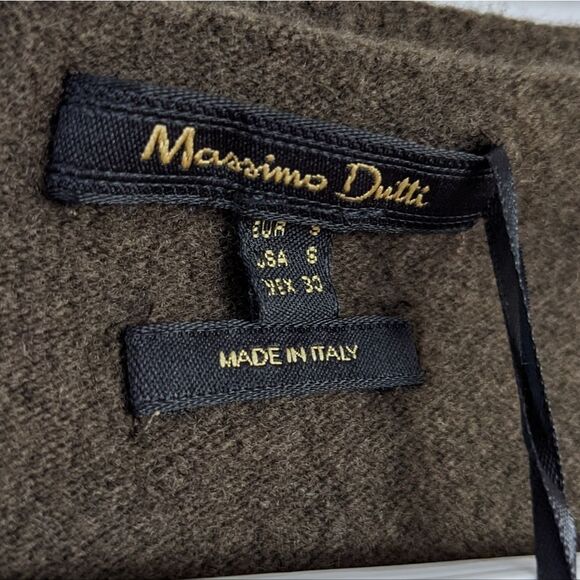 Massimo Dutti
EUR S
USA S
MEX 30
MADE IN ITALY